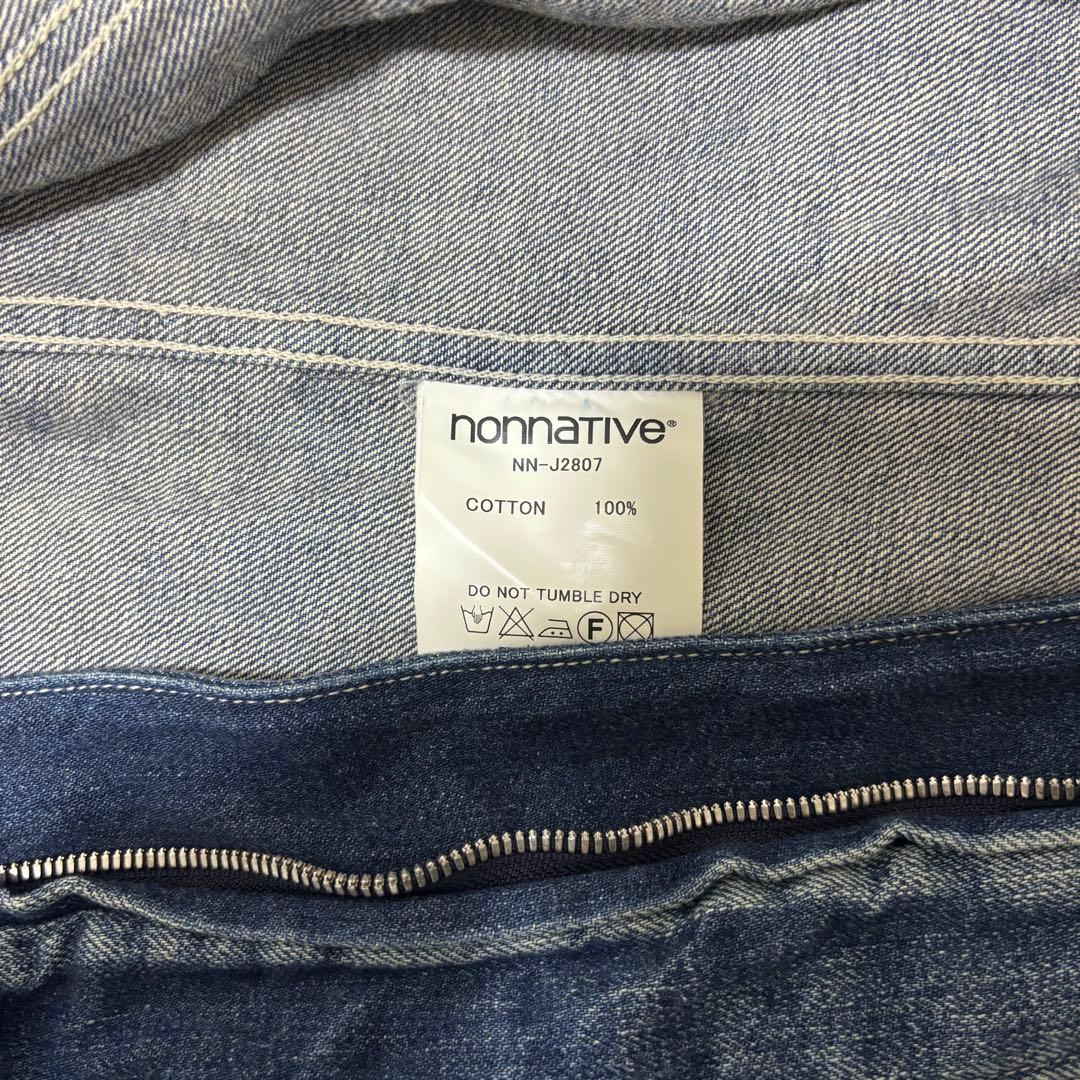 nonnative®
NN-J2807
COTTON 100%
DO NOT TUMBLE DRY
F